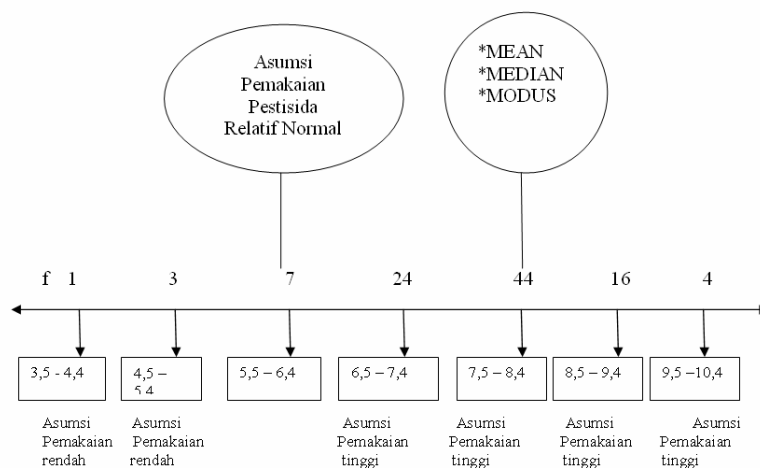 Asumsi
Pemakaian
Pestisida
Relatif Normal
*MEAN
*MEDIAN
*MODUS
f 1 3 7 24 44 16 4
3,5 - 4,4
4,5 –
5,4
5,5 – 6,4
6,5 – 7,4
7,5 – 8,4
8,5 – 9,4
9,5 –10,4
Asumsi
Pemakaian
rendah
Asumsi
Pemakaian
rendah
Asumsi
Pemakaian
tinggi
Asumsi
Pemakaian
tinggi
Asumsi
Pemakaian
tinggi
Asumsi
Pemakaian
tinggi